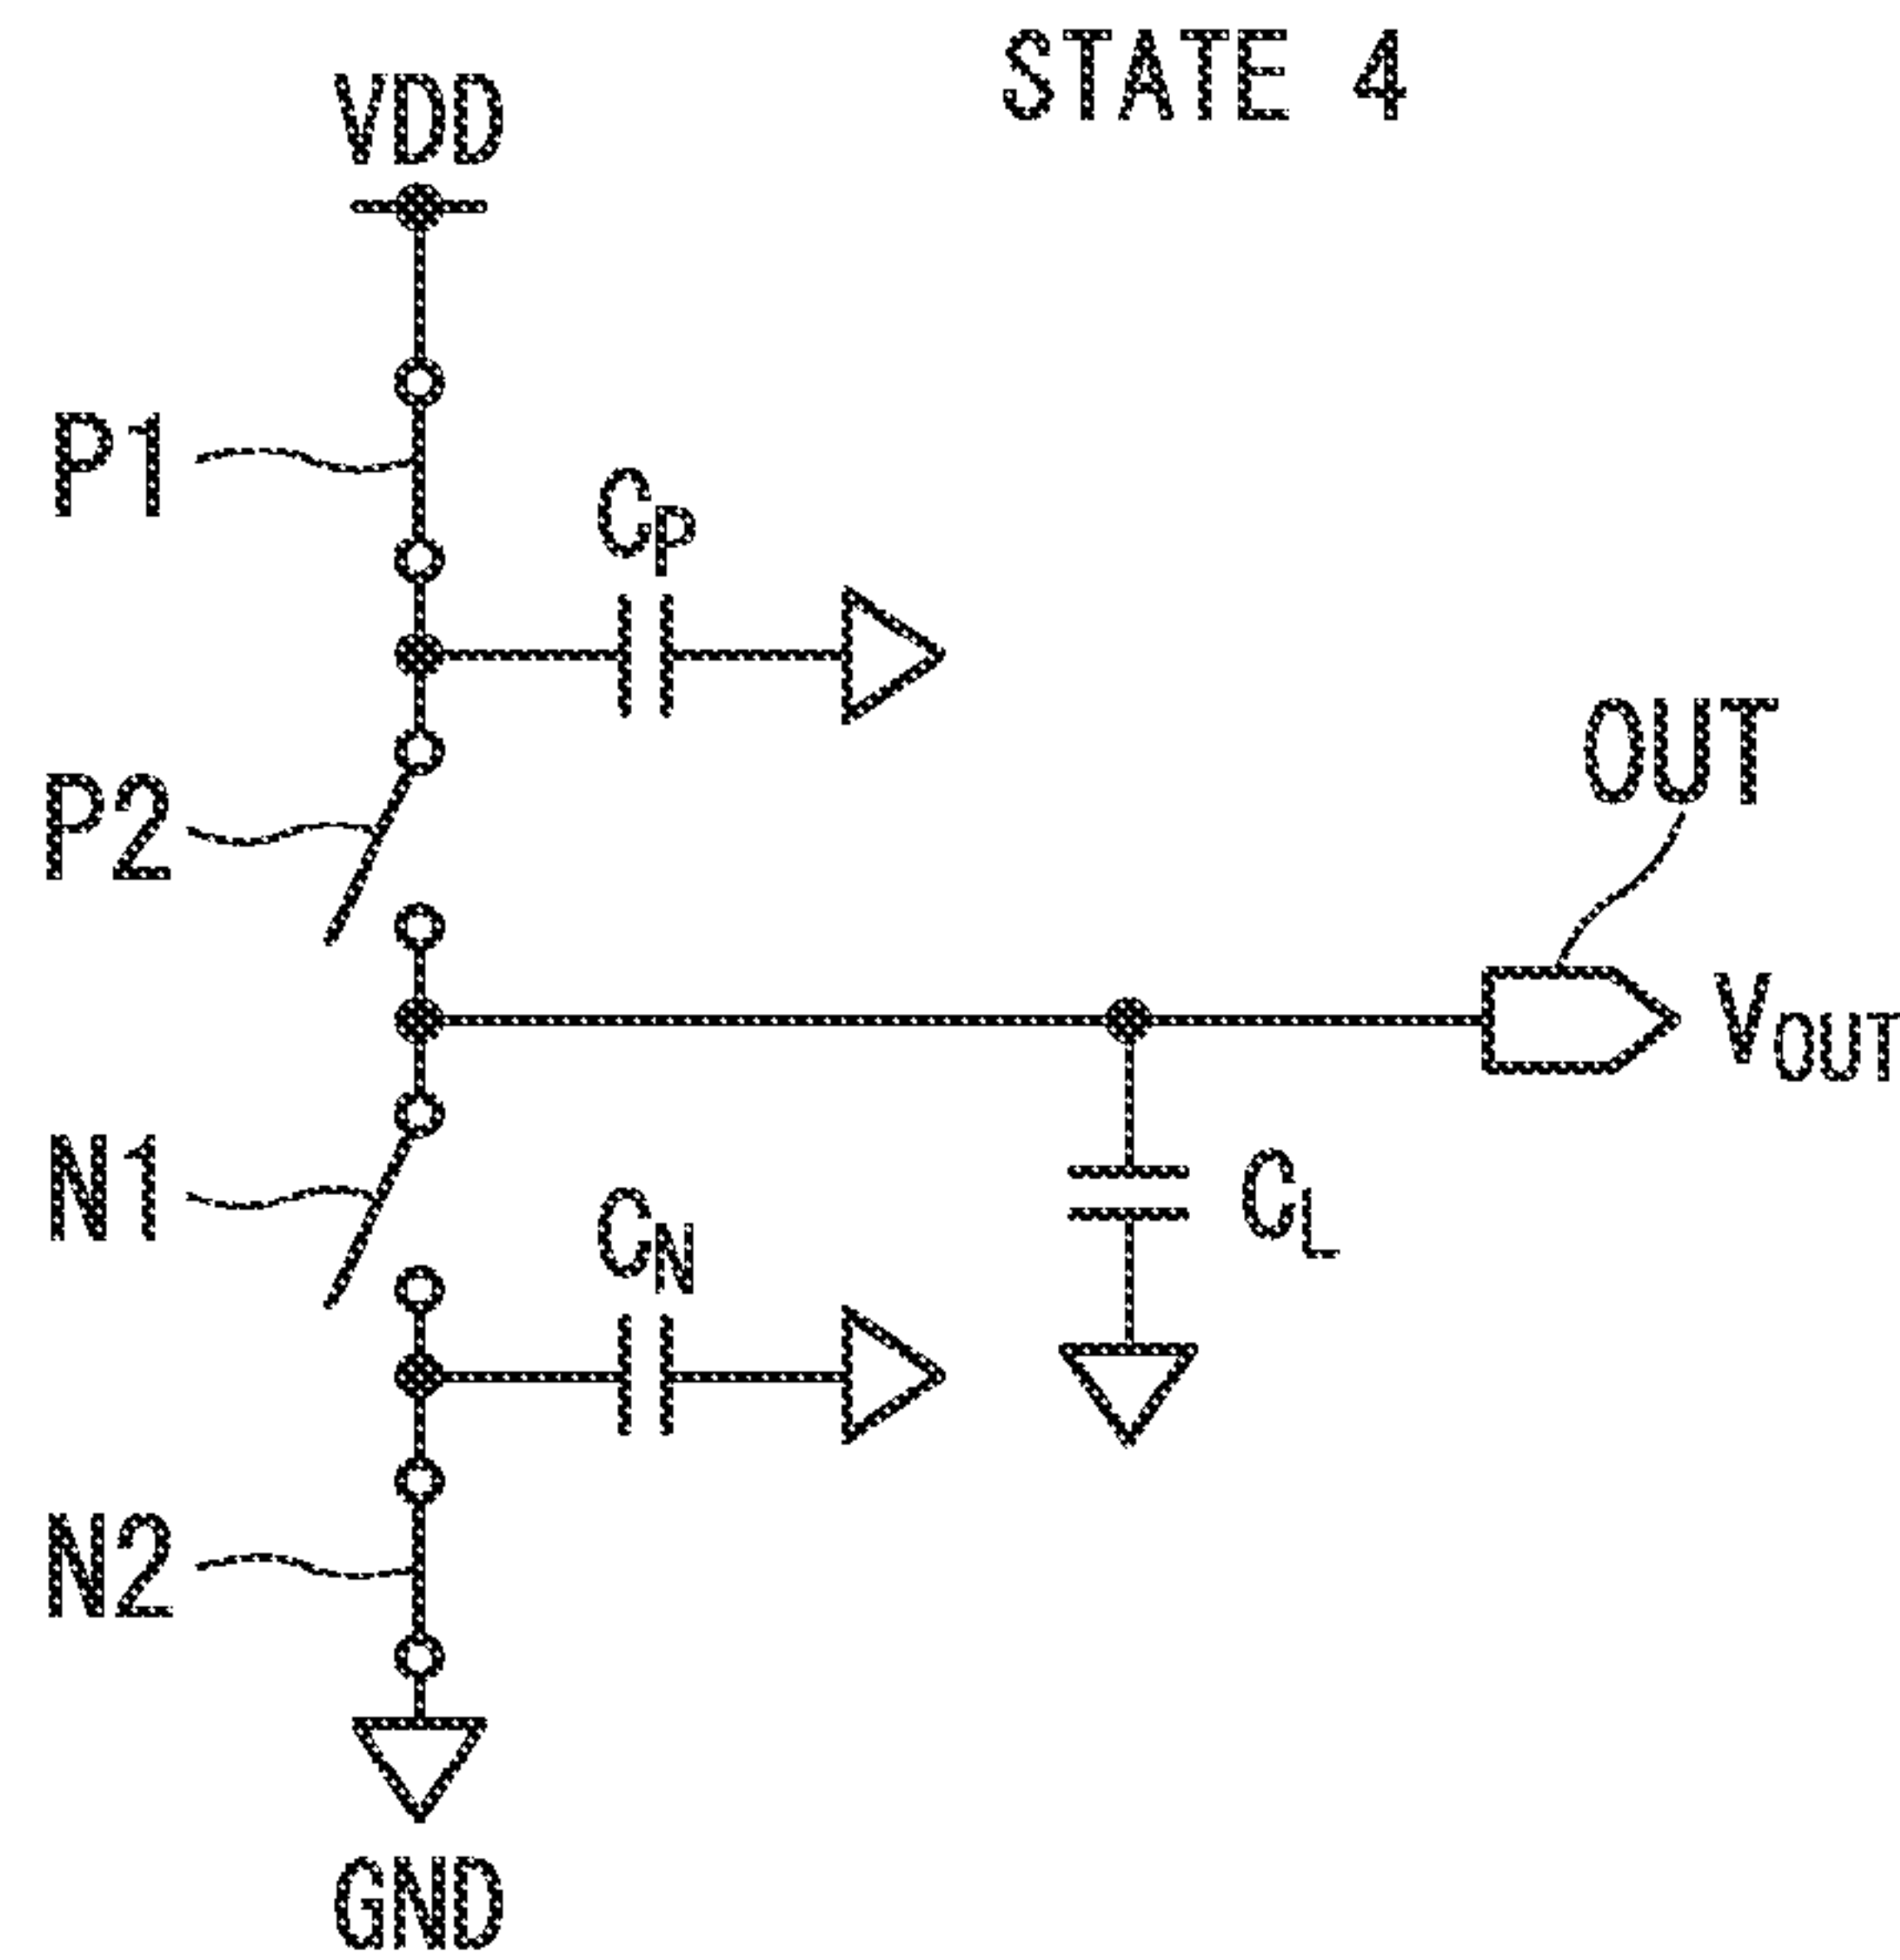 STATE 4
VDD
P1
CP
P2
OUT
VOUT
N1
CN
CL
N2
GND